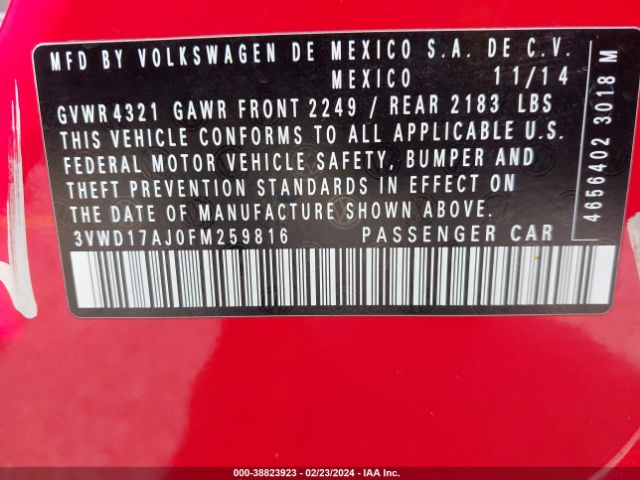 MFD BY VOLKSWAGEN DE MEXICO S.A. DE C.V.
MEXICO 11/14
GVWR 4321 GAWR FRONT 2249 / REAR 2183 LBS
THIS VEHICLE CONFORMS TO ALL APPLICABLE U.S.
FEDERAL MOTOR VEHICLE SAFETY, BUMPER AND
THEFT PREVENTION STANDARDS IN EFFECT ON
THE DATE OF MANUFACTURE SHOWN ABOVE.
3VWD17AJ0FM259816 PASSENGER CAR
4656402 3018 M
000-38823923 - 02/23/2024 - IAA Inc.